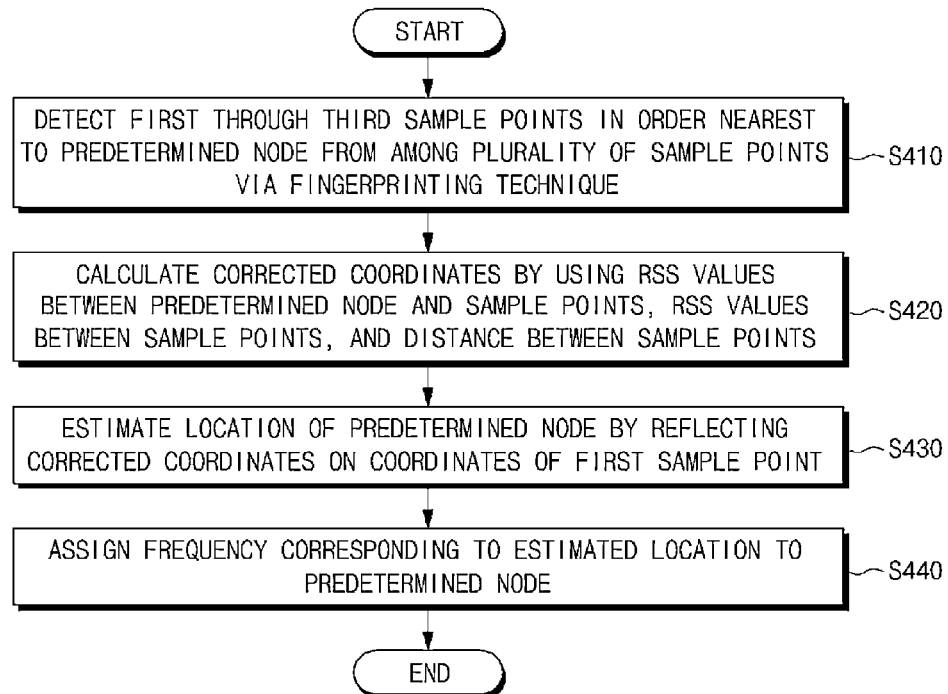 START
DETECT FIRST THROUGH THIRD SAMPLE POINTS IN ORDER NEAREST
TO PREDETERMINED NODE FROM AMONG PLURALITY OF SAMPLE POINTS
VIA FINGERPRINTING TECHNIQUE
S410
CALCULATE CORRECTED COORDINATES BY USING RSS VALUES
BETWEEN PREDETERMINED NODE AND SAMPLE POINTS, RSS VALUES
BETWEEN SAMPLE POINTS, AND DISTANCE BETWEEN SAMPLE POINTS
S420
ESTIMATE LOCATION OF PREDETERMINED NODE BY REFLECTING
CORRECTED COORDINATES ON COORDINATES OF FIRST SAMPLE POINT
S430
ASSIGN FREQUENCY CORRESPONDING TO ESTIMATED LOCATION TO
PREDETERMINED NODE
S440
END